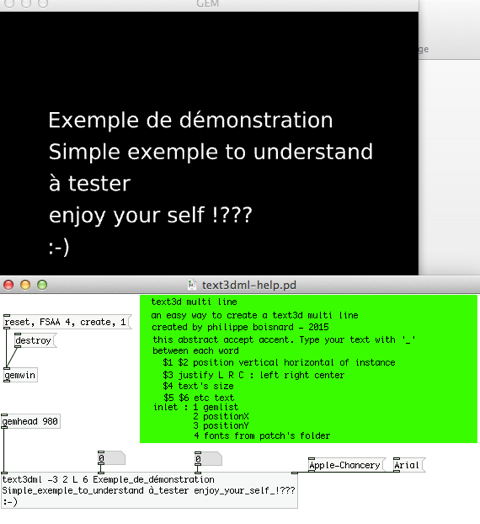 GEM
ge
Exemple de démonstration
Simple exemple to understand
à tester
enjoy your self !???
:-)
text3dml-help.pd
text3d multi line
an easy way to create a text3d multi line
created by philippe boisnard - 2015
this abstract accept accent. Type your text with '_'
between each word
$1 $2 position vertical horizontal of instance
$3 justify L R C : left right center
$4 text's size
$5 $6 etc text
inlet : 1 gemlist
2 positionX
3 positionY
4 fonts from patch's folder
reset, FSAA 4, create, 1
destroy
gemwin
gemhead 980
0
0
Apple-Chancery
Arial
text3dml -3 2 L 6 Exemple_de_démonstration
Simple_exemple_to_understand à_tester enjoy_your_self_!???
:-)